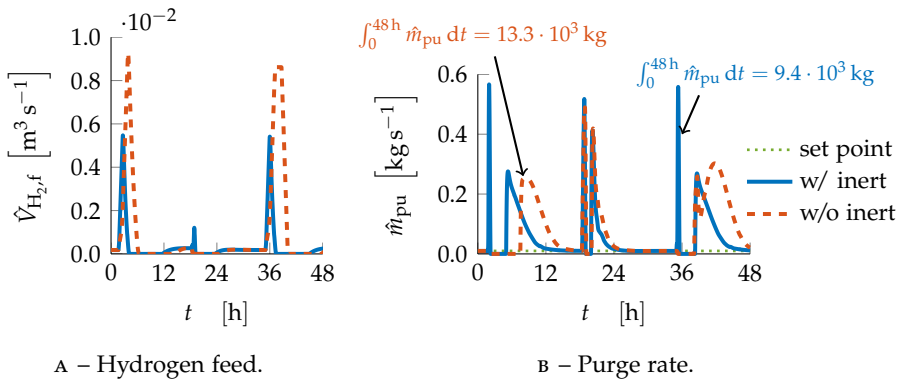 ·10⁻²
1.0
0.8
0.6
0.4
0.2
0.0
V̂_H₂,f [m³ s⁻¹]
0 12 24 36 48
t [h]
A – Hydrogen feed.
∫₀^48 h m̂_pu dt = 13.3 · 10³ kg
∫₀^48 h m̂_pu dt = 9.4 · 10³ kg
0.6
0.4
0.2
0.0
m̂_pu [kg s⁻¹]
0 12 24 36 48
t [h]
set point
w/ inert
w/o inert
B – Purge rate.